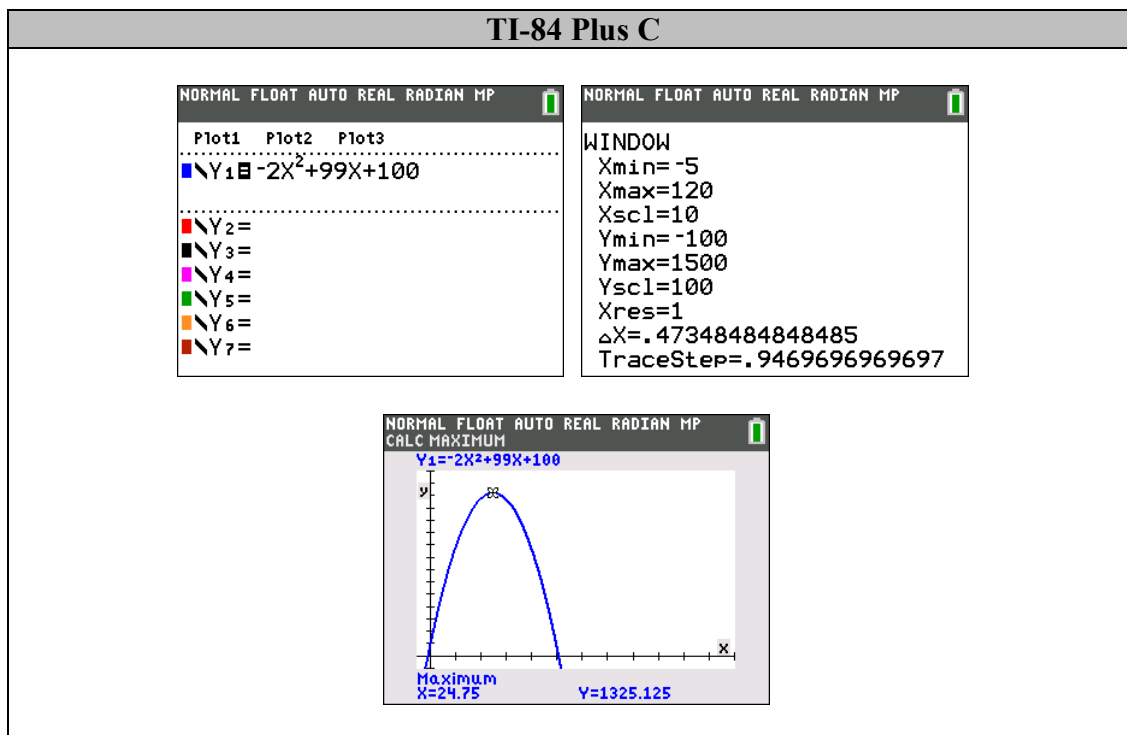 TI-84 Plus C
NORMAL FLOAT AUTO REAL RADIAN MP
Plot1 Plot2 Plot3
\Y₁=-2X²+99X+100
\Y₂=
\Y₃=
\Y₄=
\Y₅=
\Y₆=
\Y₇=
NORMAL FLOAT AUTO REAL RADIAN MP
WINDOW
Xmin=-5
Xmax=120
Xscl=10
Ymin=-100
Ymax=1500
Yscl=100
Xres=1
△X=.47348484848485
TraceStep=.9469696969697
NORMAL FLOAT AUTO REAL RADIAN MP
CALC MAXIMUM
Y₁=-2X²+99X+100
y
x
Maximum
X=24.75 Y=1325.125